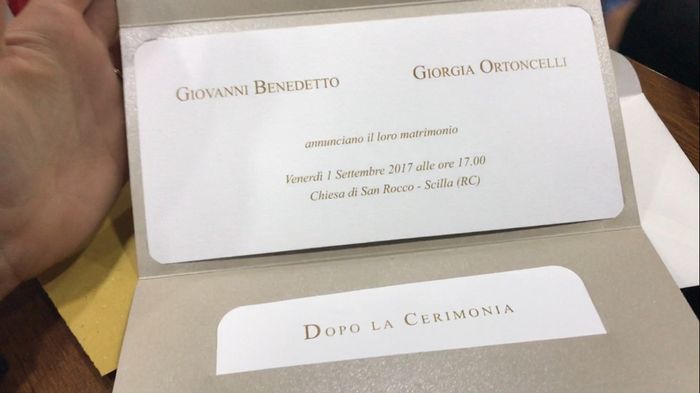 GIOVANNI BENEDETTO
GIORGIA ORTONCELLI
annunciano il loro matrimonio
Venerdì 1 Settembre 2017 alle ore 17.00
Chiesa di San Rocco - Scilla (RC)
DOPO LA CERIMONIA